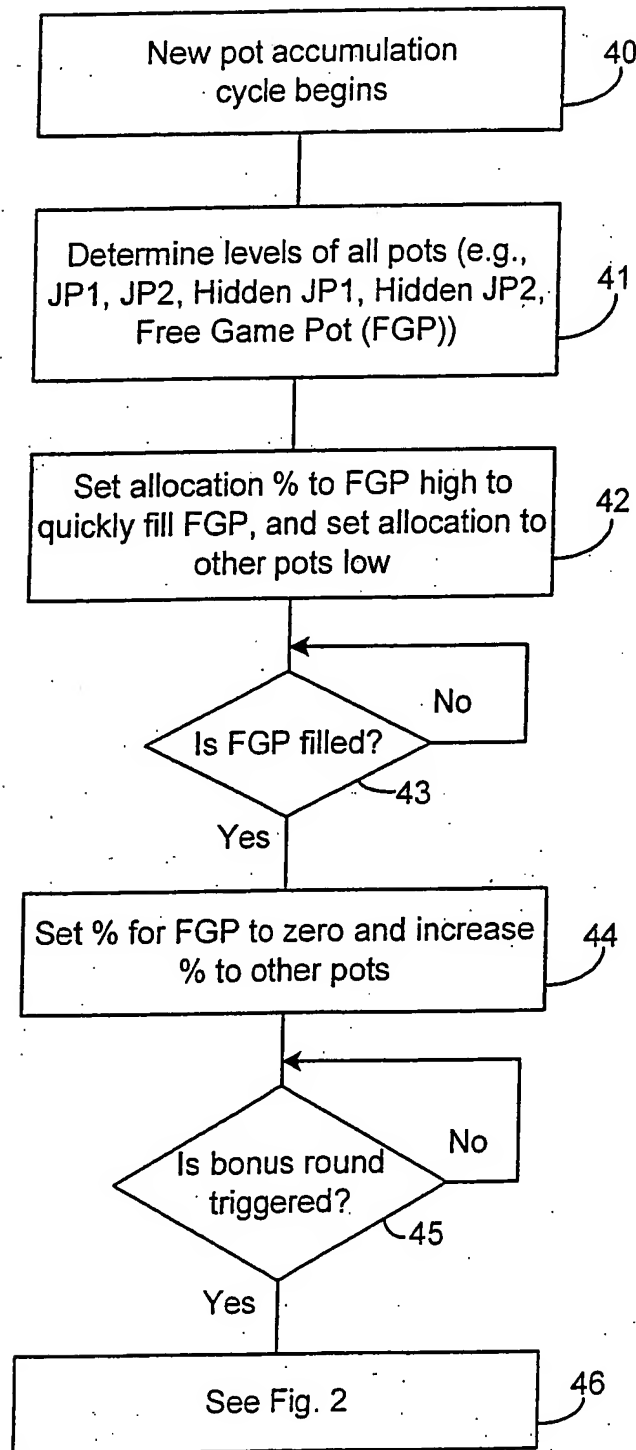 New pot accumulation
cycle begins
40
Determine levels of all pots (e.g.,
JP1, JP2, Hidden JP1, Hidden JP2,
Free Game Pot (FGP))
41
Set allocation % to FGP high to
quickly fill FGP, and set allocation to
other pots low
42
No
Is FGP filled?
43
Yes
Set % for FGP to zero and increase
% to other pots
44
No
Is bonus round
triggered?
45
Yes
See Fig. 2
46